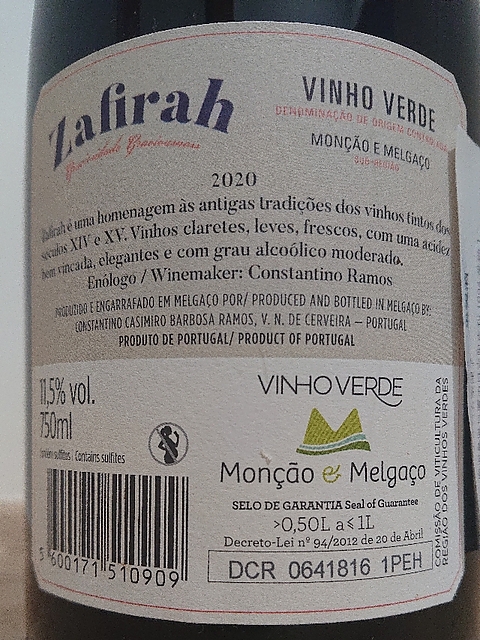 Zafirah
VINHO VERDE
DENOMINAÇÃO DE ORIGEM CONTROLADA
MONÇÃO E MELGAÇO
SUB-REGIÃO
2020
Zafirah é uma homenagem às antigas tradições dos vinhos tintos dos
séculos XIV e XV. Vinhos claretes, leves, frescos, com uma acidez
bem vincada, elegantes e com grau alcoólico moderado.
Enólogo / Winemaker: Constantino Ramos
PRODUZIDO E ENGARRAFADO EM MELGAÇO POR/ PRODUCED AND BOTTLED IN MELGAÇO BY:
CONSTANTINO CASIMIRO BARBOSA RAMOS, V. N. DE CERVEIRA – PORTUGAL
PRODUTO DE PORTUGAL/ PRODUCT OF PORTUGAL
11,5% vol.
750ml
contém sulfitos | Contains sulfites
5 600171 510909
VINHO VERDE
Monção & Melgaço
SELO DE GARANTIA Seal of Guarantee
>0,50L a ≤ 1L
Decreto-Lei nº 94/2012 de 20 de Abril
DCR 0641816 1PEH
COMISSÃO DE VITICULTURA DA
REGIÃO DOS VINHOS VERDES